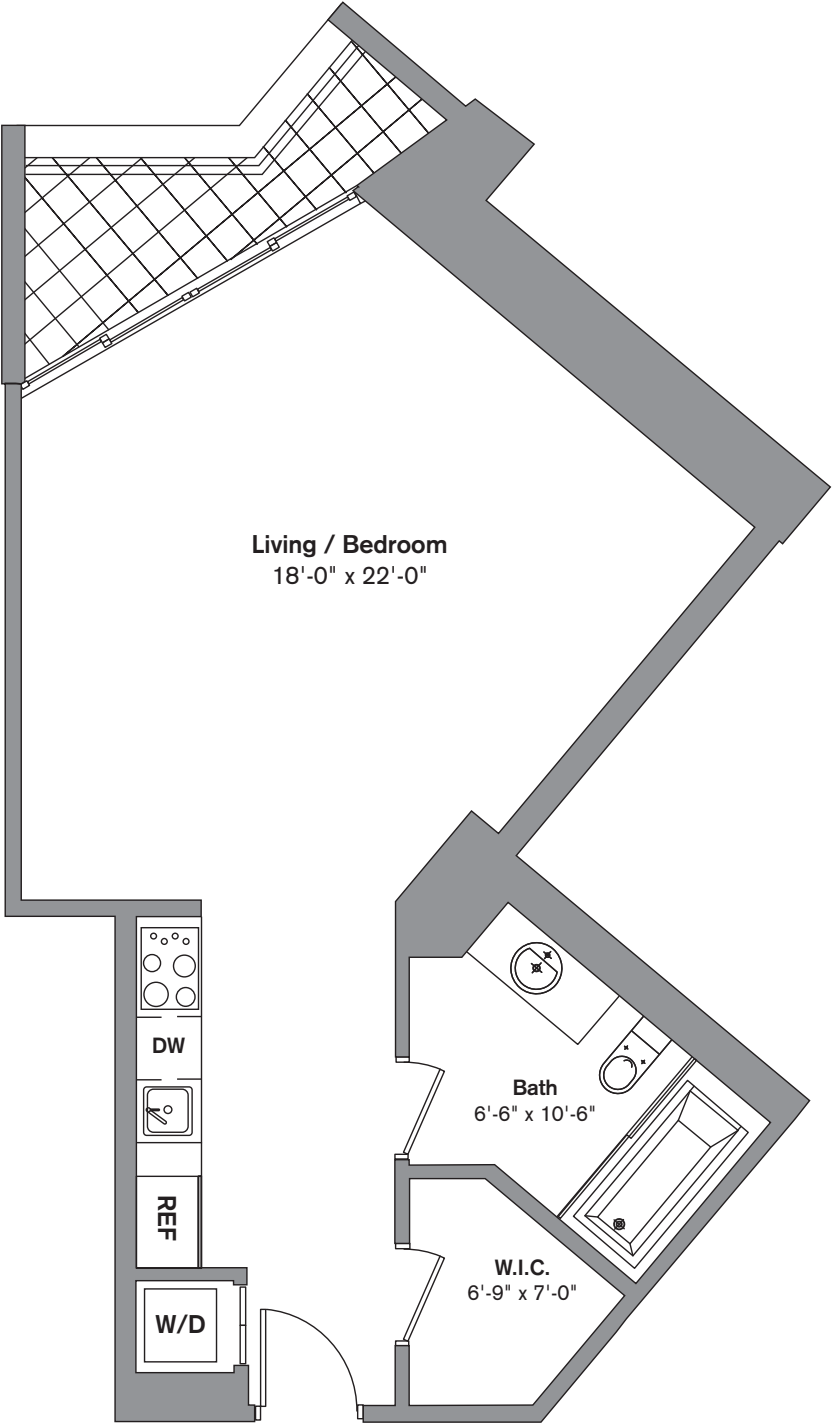 Living / Bedroom
18'-0" x 22'-0"
DW
Bath
6'-6" x 10'-6"
REF
W.I.C.
6'-9" x 7'-0"
W/D